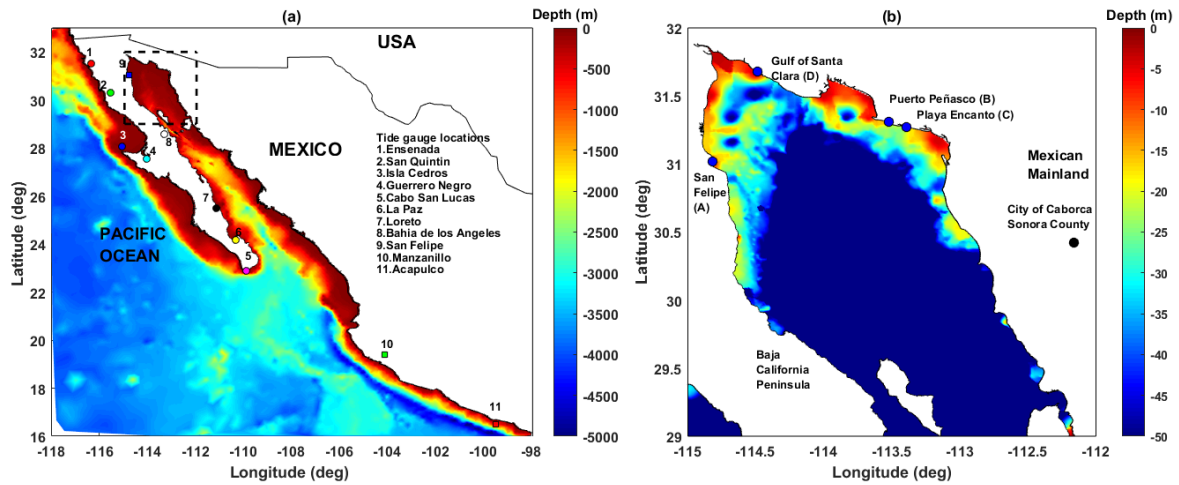 (a)
Depth (m)
USA
MEXICO
PACIFIC
OCEAN
Tide gauge locations
1.Ensenada
2.San Quintin
3.Isla Cedros
4.Guerrero Negro
5.Cabo San Lucas
6.La Paz
7.Loreto
8.Bahia de los Angeles
9.San Felipe
10.Manzanillo
11.Acapulco
1
2
3
4
5
6
7
8
9
10
11
32
30
28
26
24
22
20
18
16
Latitude (deg)
-118
-116
-114
-112
-110
-108
-106
-104
-102
-100
-98
Longitude (deg)
0
-500
-1000
-1500
-2000
-2500
-3000
-3500
-4000
-4500
-5000
(b)
Depth (m)
Gulf of Santa
Clara (D)
Puerto Peñasco (B)
Playa Encanto (C)
San
Felipe
(A)
Mexican
Mainland
City of Caborca
Sonora County
Baja
California
Peninsula
32
31.5
31
30.5
30
29.5
29
Latitude (deg)
-115
-114.5
-114
-113.5
-113
-112.5
-112
Longitude (deg)
0
-5
-10
-15
-20
-25
-30
-35
-40
-45
-50